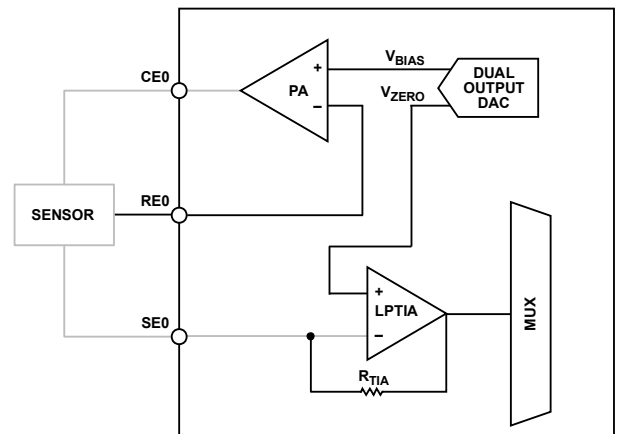 V_BIAS
DUAL
OUTPUT
DAC
CE0
+
PA
−
V_ZERO
RE0
SENSOR
+
LPTIA
−
MUX
SE0
R_TIA